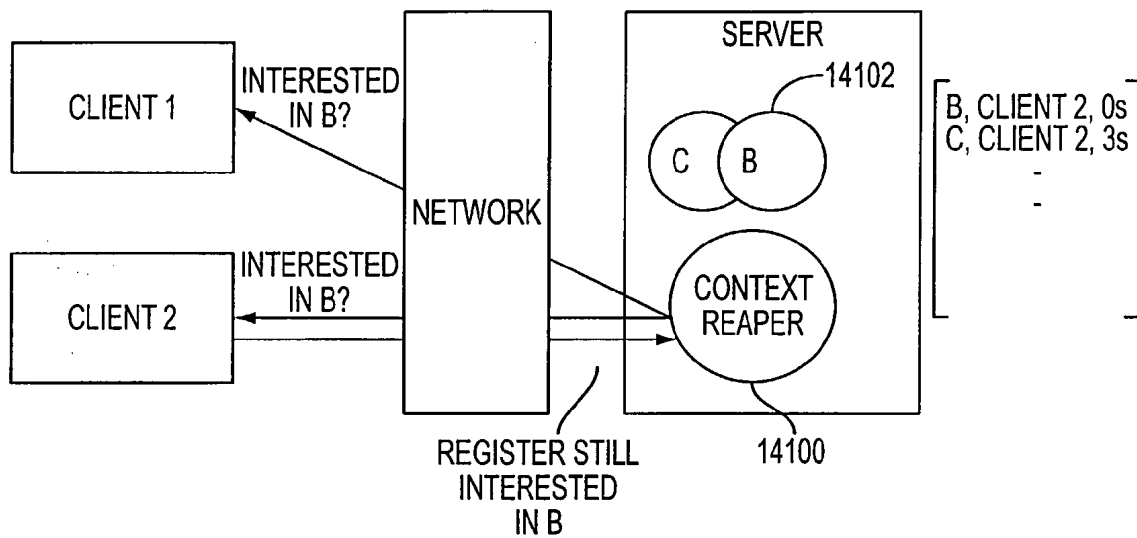 CLIENT 1
INTERESTED
IN B?
CLIENT 2
INTERESTED
IN B?
NETWORK
REGISTER STILL
INTERESTED
IN B
SERVER
14102
C
B
CONTEXT
REAPER
14100
B, CLIENT 2, 0s
C, CLIENT 2, 3s
-
-